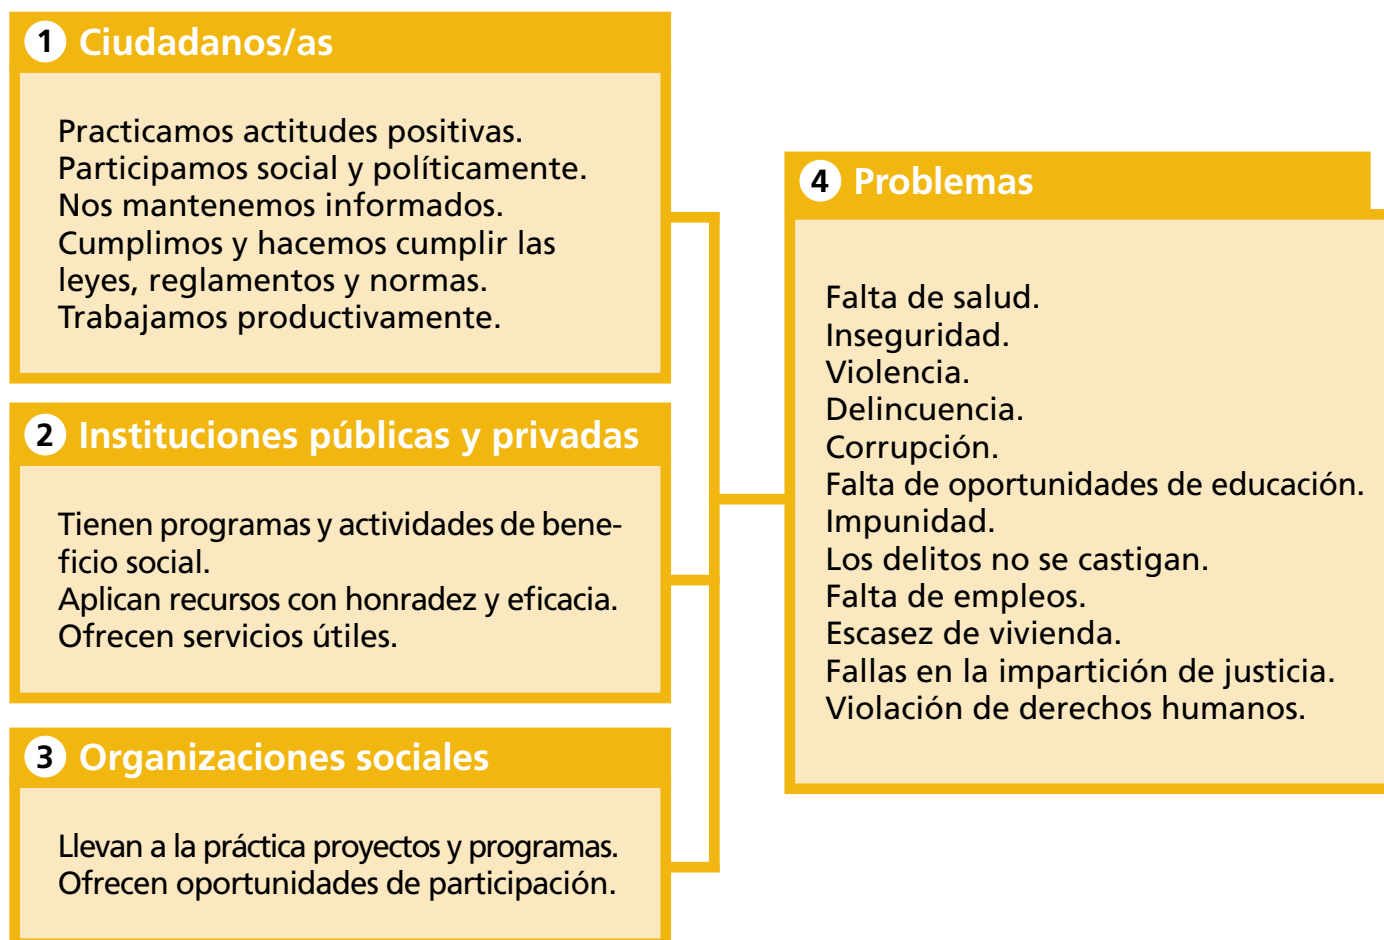 1 Ciudadanos/as
Practicamos actitudes positivas.
Participamos social y políticamente.
Nos mantenemos informados.
Cumplimos y hacemos cumplir las
leyes, reglamentos y normas.
Trabajamos productivamente.
2 Instituciones públicas y privadas
Tienen programas y actividades de bene-
ficio social.
Aplican recursos con honradez y eficacia.
Ofrecen servicios útiles.
3 Organizaciones sociales
Llevan a la práctica proyectos y programas.
Ofrecen oportunidades de participación.
4 Problemas
Falta de salud.
Inseguridad.
Violencia.
Delincuencia.
Corrupción.
Falta de oportunidades de educación.
Impunidad.
Los delitos no se castigan.
Falta de empleos.
Escasez de vivienda.
Fallas en la impartición de justicia.
Violación de derechos humanos.